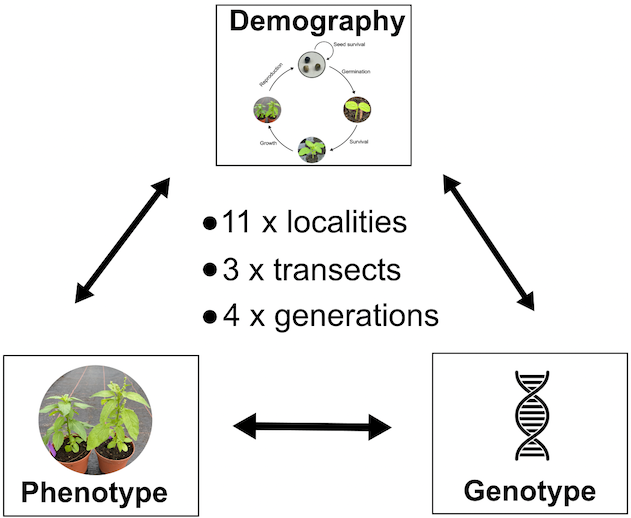 Demography
Seed survival
Reproduction
Germination
Growth
Survival
●11 x localities
●3 x transects
●4 x generations
Phenotype
Genotype